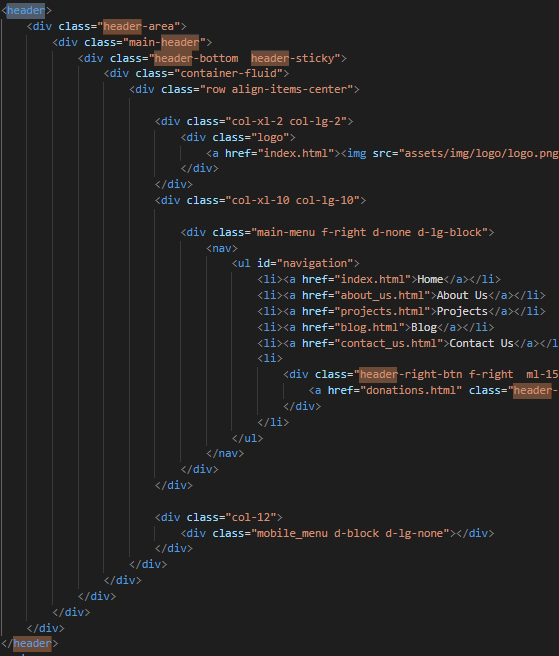 <header>
    <div class="header-area">
        <div class="main-header">
            <div class="header-bottom  header-sticky">
                <div class="container-fluid">
                    <div class="row align-items-center">

                        <div class="col-xl-2 col-lg-2">
                            <div class="logo">
                                <a href="index.html"><img src="assets/img/logo/logo.png
                            </div>
                        </div>
                        <div class="col-xl-10 col-lg-10">

                            <div class="main-menu f-right d-none d-lg-block">
                                <nav>
                                    <ul id="navigation">
                                        <li><a href="index.html">Home</a></li>
                                        <li><a href="about_us.html">About Us</a></li>
                                        <li><a href="projects.html">Projects</a></li>
                                        <li><a href="blog.html">Blog</a></li>
                                        <li><a href="contact_us.html">Contact Us</a></l
                                        <li>
                                            <div class="header-right-btn f-right  ml-15
                                                <a href="donations.html" class="header-
                                            </div>
                                        </li>
                                    </ul>
                                </nav>
                            </div>
                        </div>

                        <div class="col-12">
                            <div class="mobile_menu d-block d-lg-none"></div>
                        </div>
                    </div>
                </div>
            </div>
        </div>
    </div>
</header>